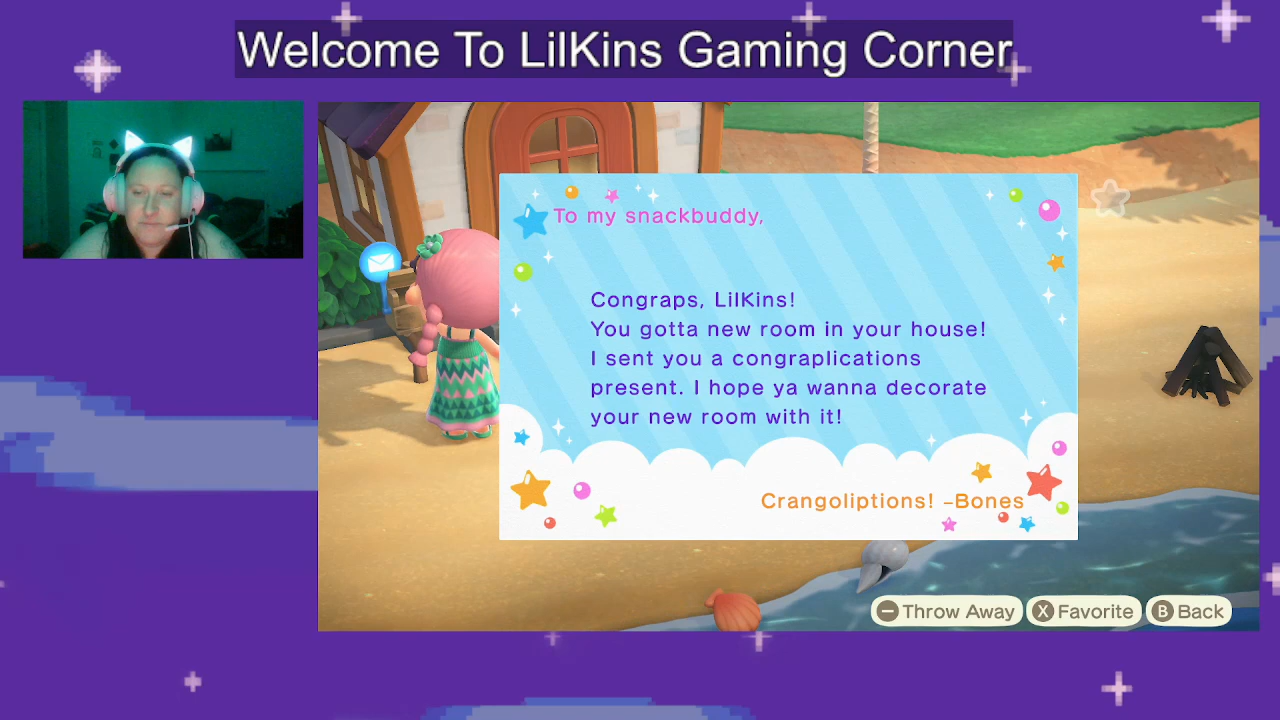 Welcome To LilKins Gaming Corner
To my snackbuddy,
Congraps, LilKins!
You gotta new room in your house!
I sent you a congraplications
present. I hope ya wanna decorate
your new room with it!
Crangoliptions! -Bones
Throw Away X Favorite B Back